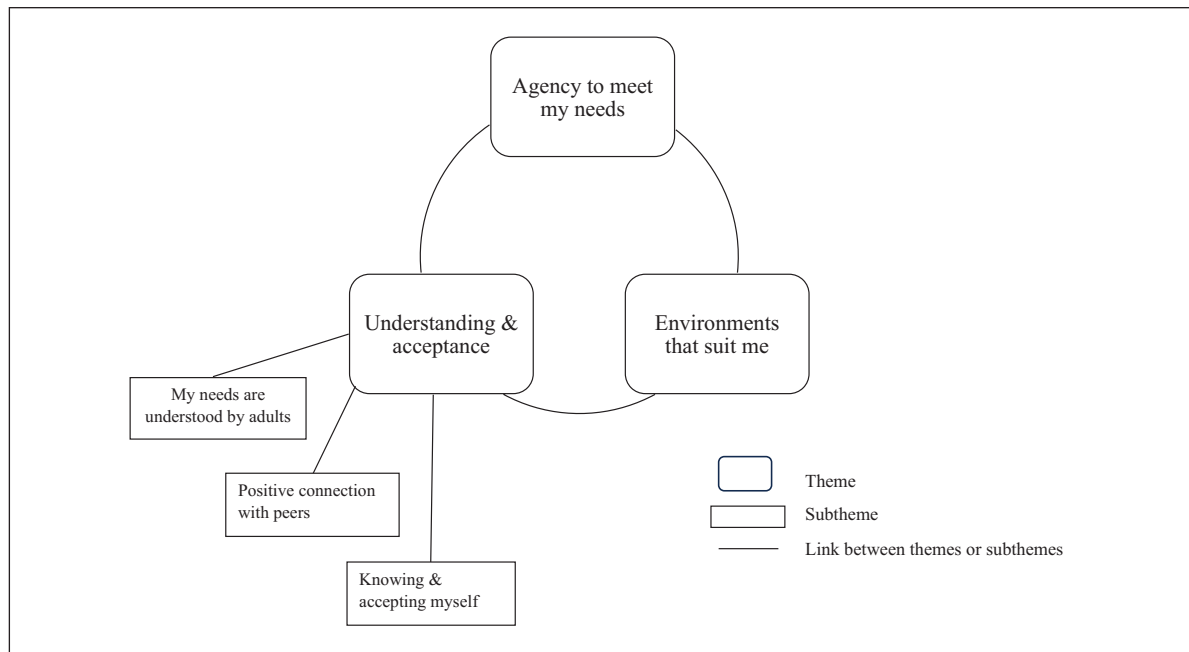 Agency to meet
my needs
Understanding &
acceptance
Environments
that suit me
My needs are
understood by adults
Positive connection
with peers
Knowing &
accepting myself
Theme
Subtheme
Link between themes or subthemes